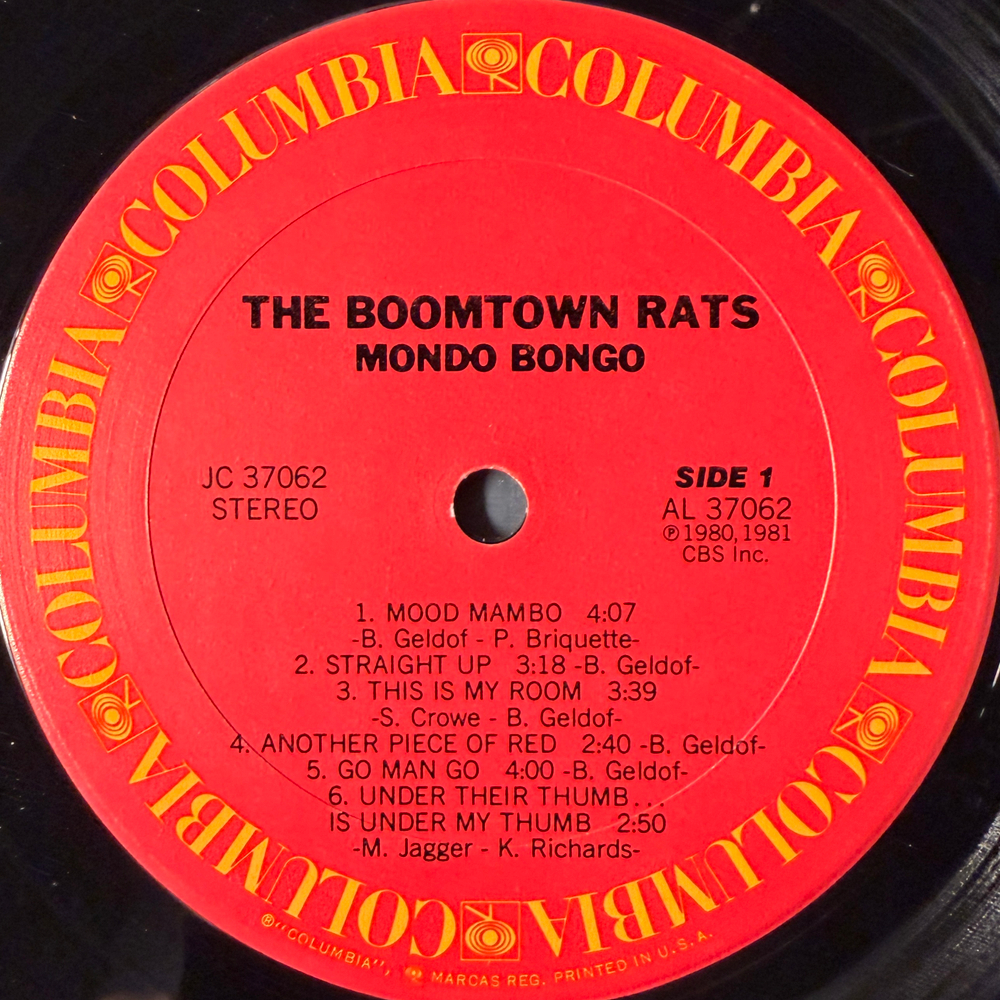 COLUMBIA COLUMBIA COLUMBIA COLUMBIA COLUMBIA COLUMBIA
THE BOOMTOWN RATS
MONDO BONGO
JC 37062
STEREO
SIDE 1
AL 37062
℗ 1980, 1981
CBS Inc.
1. MOOD MAMBO 4:07
-B. Geldof - P. Briquette-
2. STRAIGHT UP 3:18 -B. Geldof-
3. THIS IS MY ROOM 3:39
-S. Crowe - B. Geldof-
4. ANOTHER PIECE OF RED 2:40 -B. Geldof-
5. GO MAN GO 4:00 -B. Geldof-
6. UNDER THEIR THUMB...
IS UNDER MY THUMB 2:50
-M. Jagger - K. Richards-
® "COLUMBIA", MARCAS REG. PRINTED IN U.S.A.